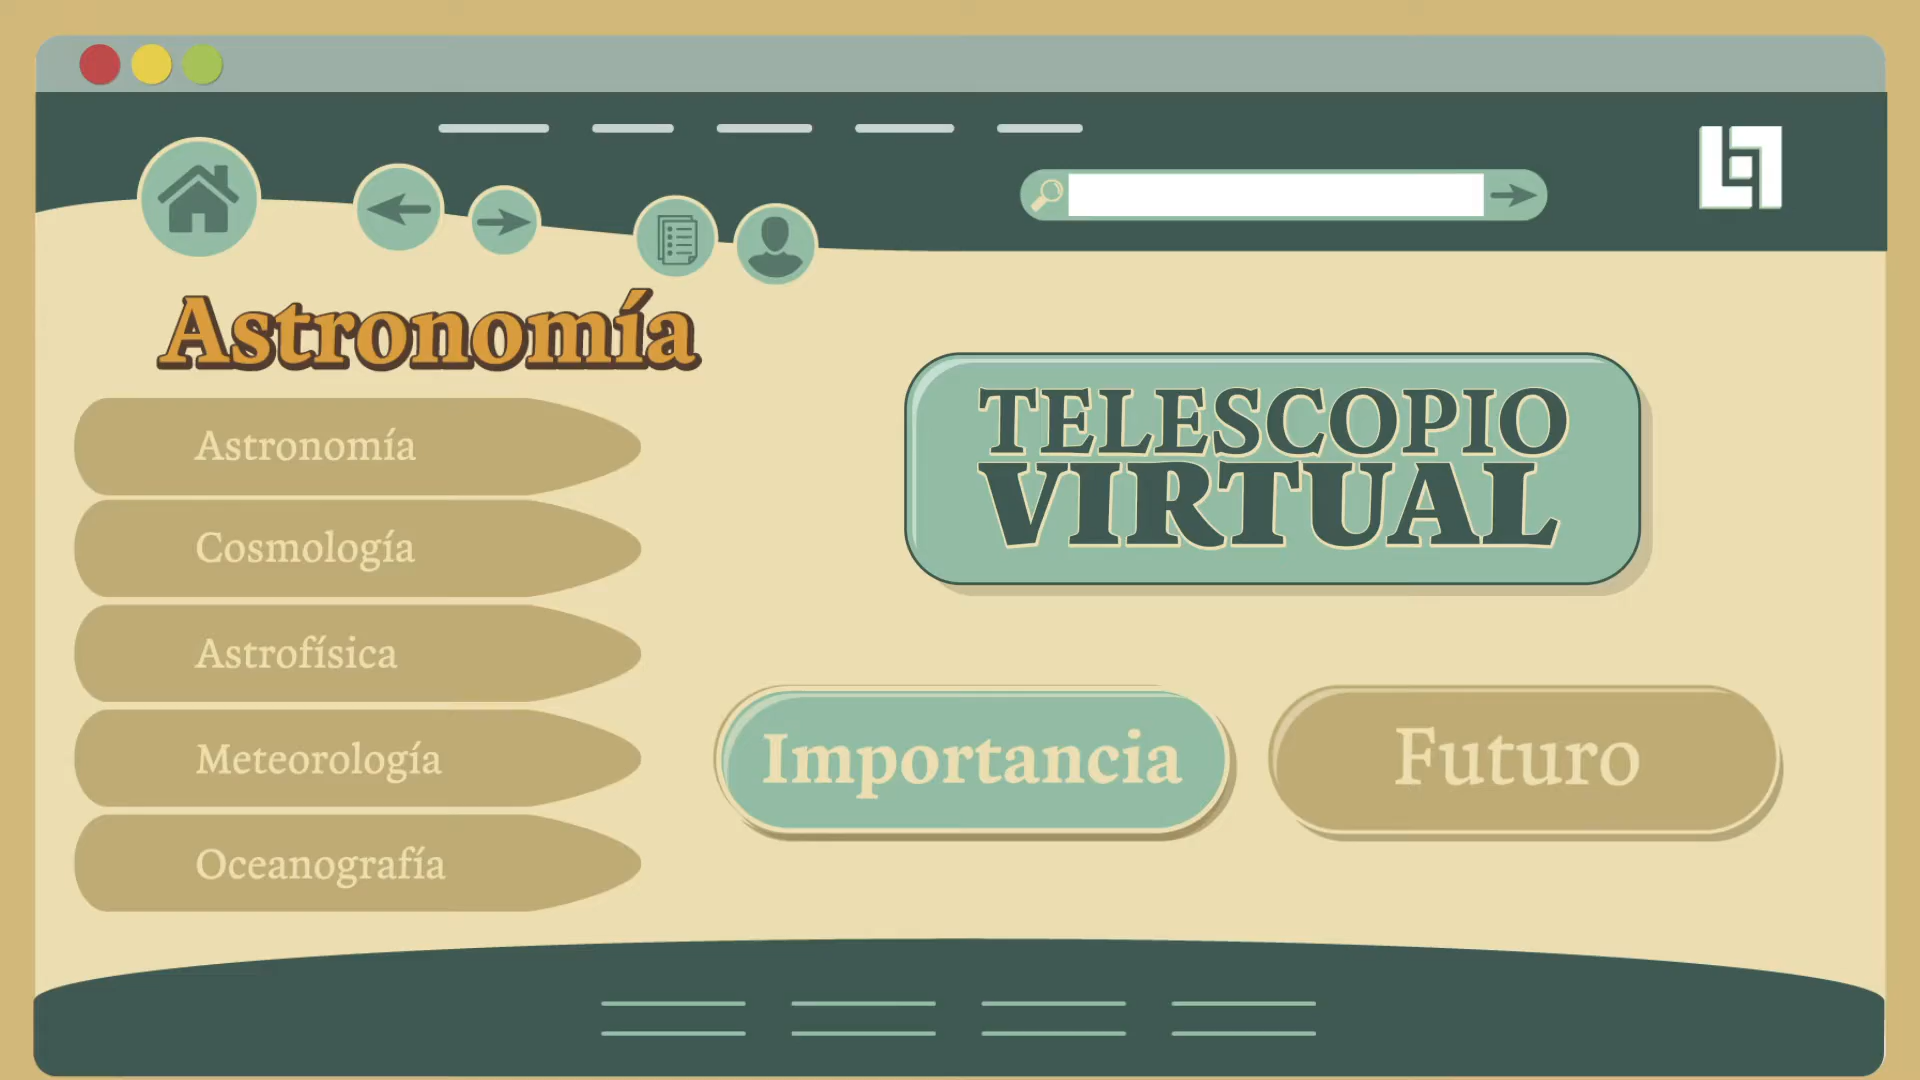 Astronomía
Astronomía
Cosmología
Astrofísica
Meteorología
Oceanografía
TELESCOPIO
VIRTUAL
Importancia
Futuro